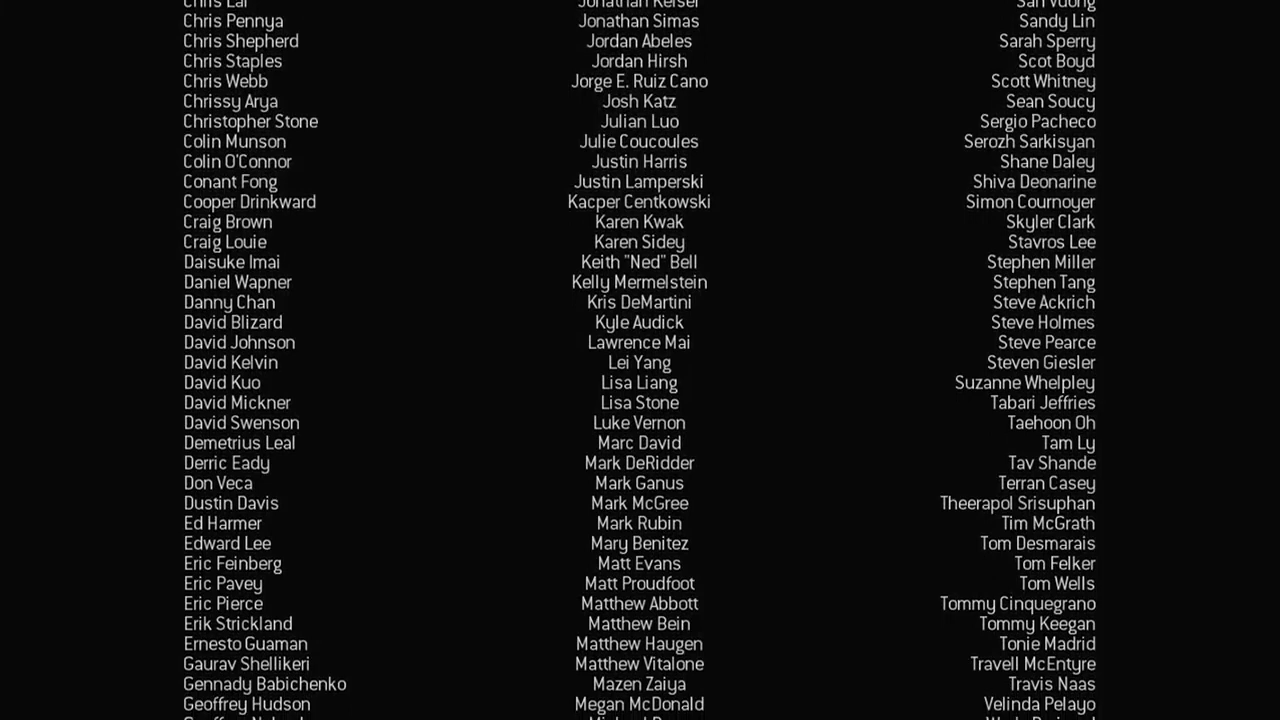 Chris Pennya
Chris Shepherd
Chris Staples
Chris Webb
Chrissy Arya
Christopher Stone
Colin Munson
Colin O'Connor
Conant Fong
Cooper Drinkward
Craig Brown
Craig Louie
Daisuke Imai
Daniel Wapner
Danny Chan
David Blizard
David Johnson
David Kelvin
David Kuo
David Mickner
David Swenson
Demetrius Leal
Derric Eady
Don Veca
Dustin Davis
Ed Harmer
Edward Lee
Eric Feinberg
Eric Pavey
Eric Pierce
Erik Strickland
Ernesto Guaman
Gaurav Shellikeri
Gennady Babichenko
Geoffrey Hudson
Jonathan Simas
Jordan Abeles
Jordan Hirsh
Jorge E. Ruiz Cano
Josh Katz
Julian Luo
Julie Coucoules
Justin Harris
Justin Lamperski
Kacper Centkowski
Karen Kwak
Karen Sidey
Keith "Ned" Bell
Kelly Mermelstein
Kris DeMartini
Kyle Audick
Lawrence Mai
Lei Yang
Lisa Liang
Lisa Stone
Luke Vernon
Marc David
Mark DeRidder
Mark Ganus
Mark McGree
Mark Rubin
Mary Benitez
Matt Evans
Matt Proudfoot
Matthew Abbott
Matthew Bein
Matthew Haugen
Matthew Vitalone
Mazen Zaiya
Megan McDonald
Sandy Lin
Sarah Sperry
Scot Boyd
Scott Whitney
Sean Soucy
Sergio Pacheco
Serozh Sarkisyan
Shane Daley
Shiva Deonarine
Simon Cournoyer
Skyler Clark
Stavros Lee
Stephen Miller
Stephen Tang
Steve Ackrich
Steve Holmes
Steve Pearce
Steven Giesler
Suzanne Whelpley
Tabari Jeffries
Taehoon Oh
Tam Ly
Tav Shande
Terran Casey
Theerapol Srisuphan
Tim McGrath
Tom Desmarais
Tom Felker
Tom Wells
Tommy Cinquegrano
Tommy Keegan
Tonie Madrid
Travell McEntyre
Travis Naas
Velinda Pelayo